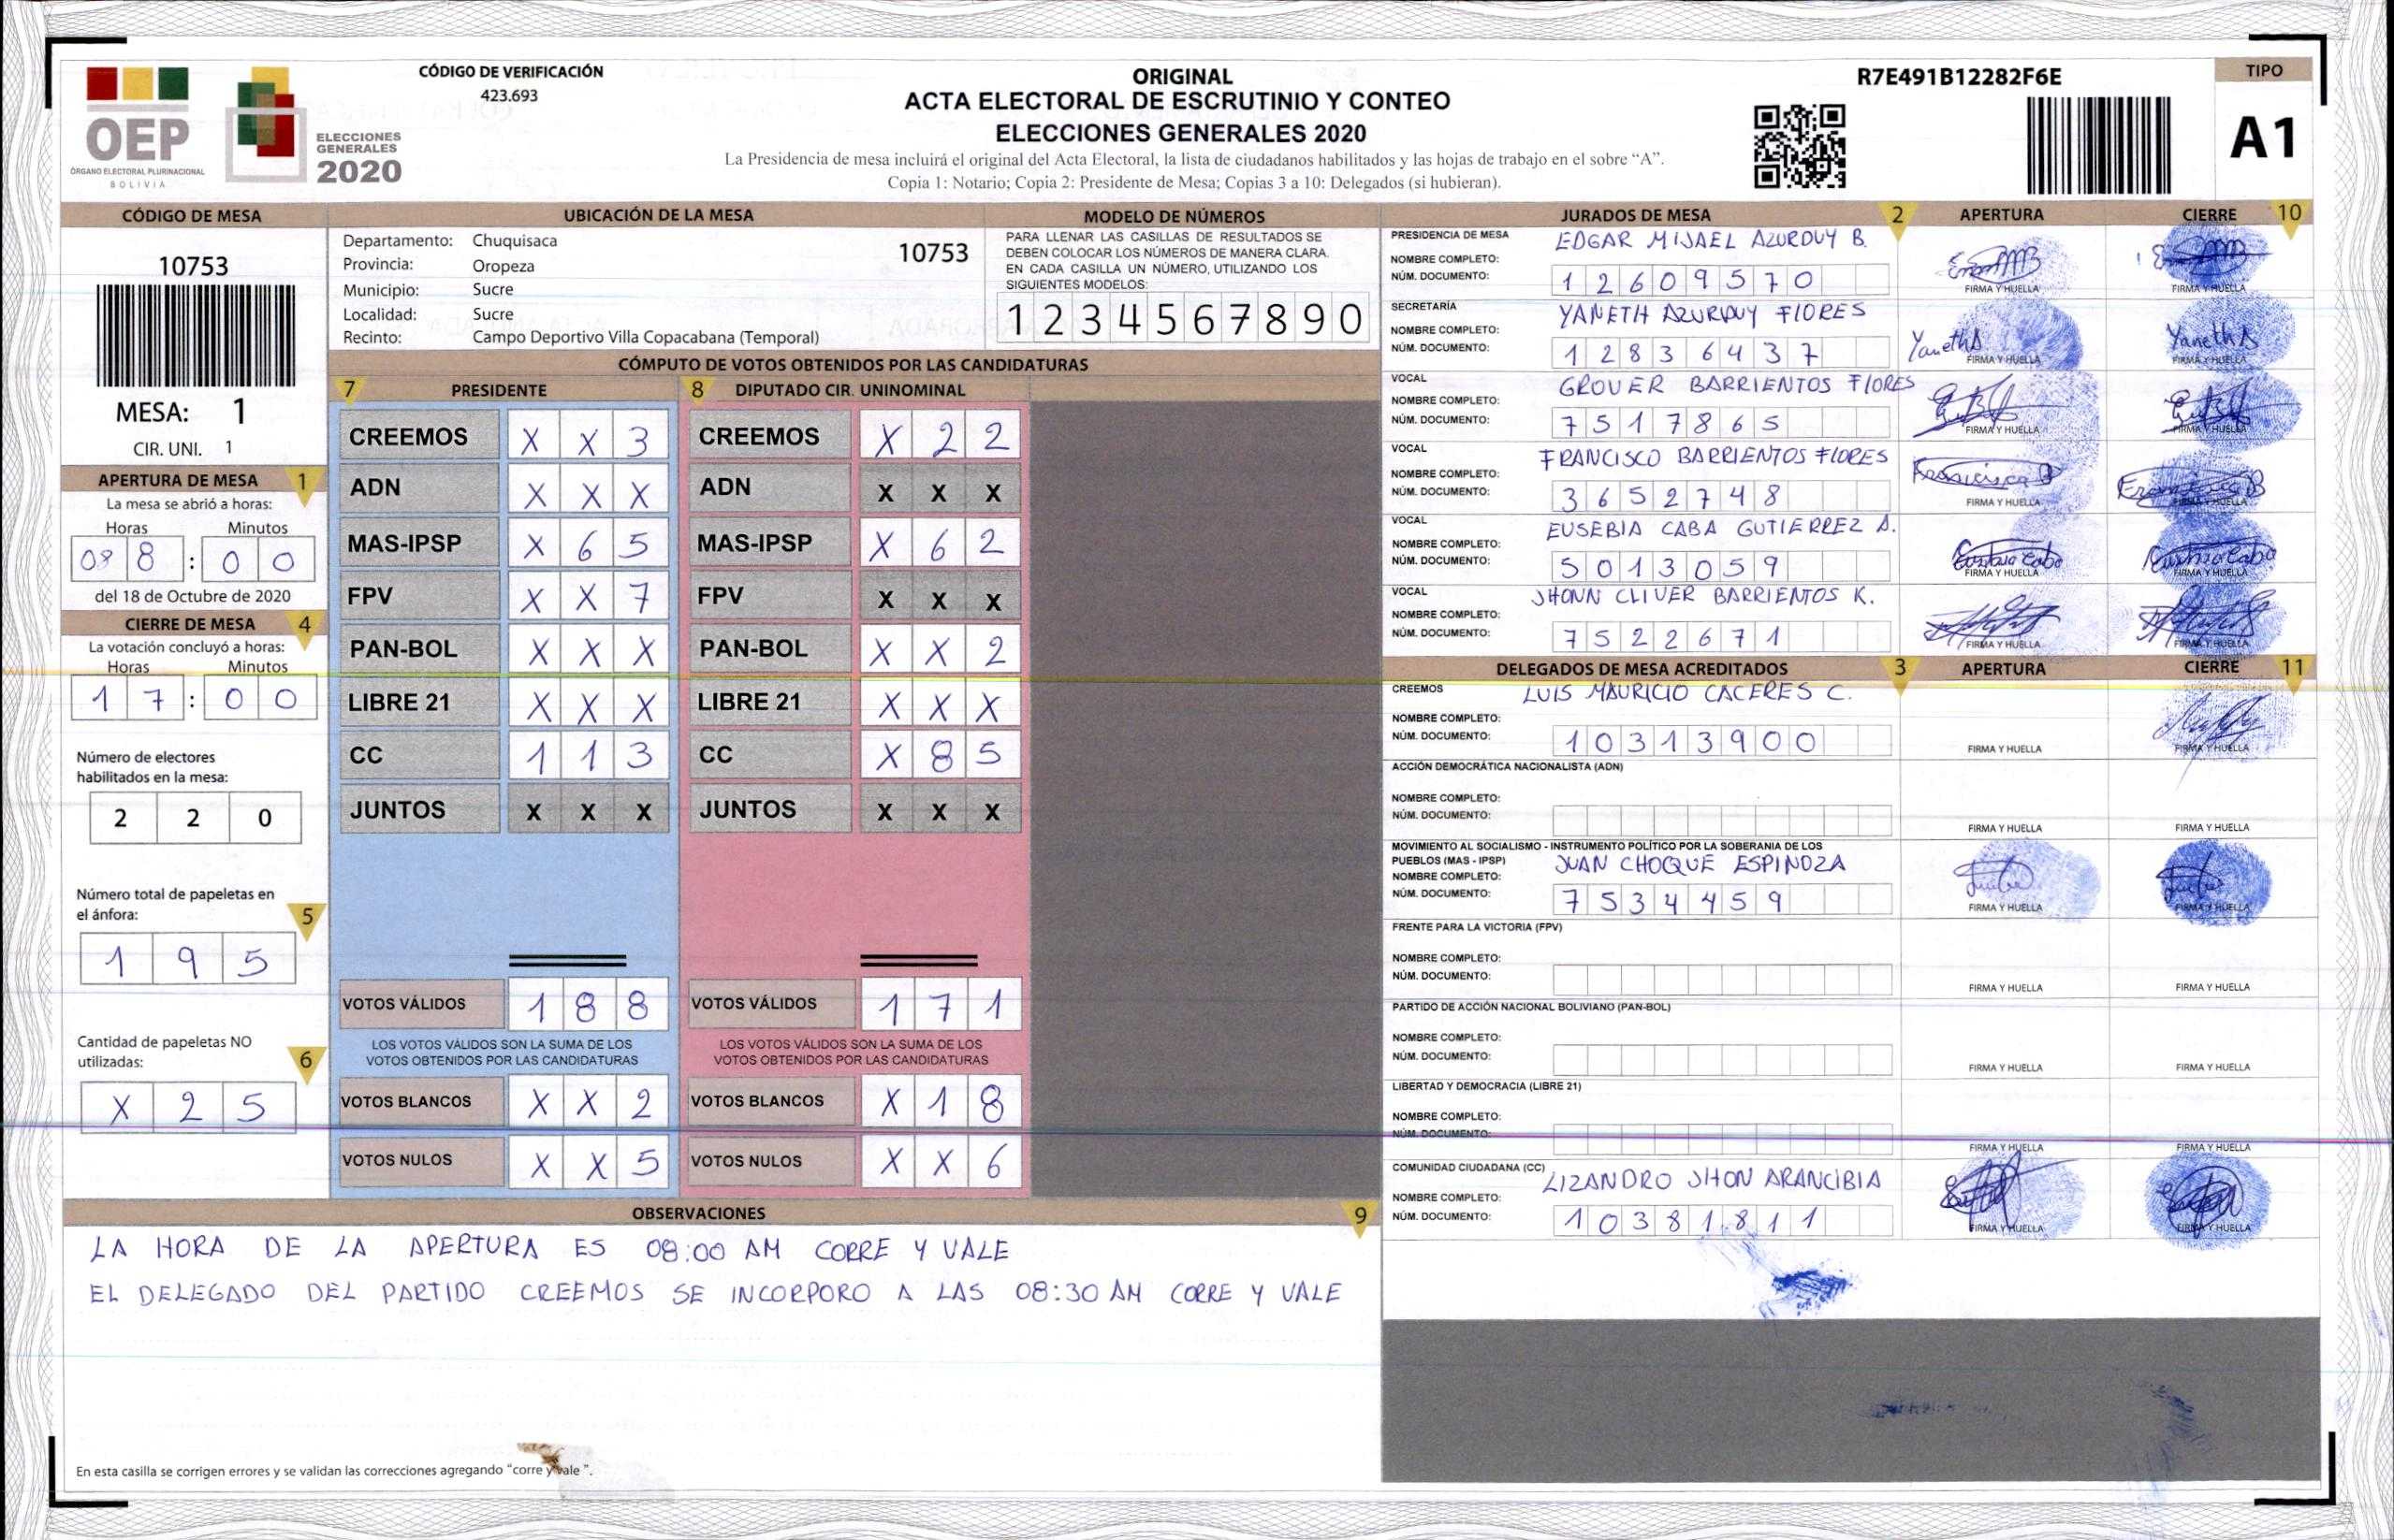 CÓDIGO DE VERIFICACIÓN
423.693
OEP
ÓRGANO ELECTORAL PLURINACIONAL
BOLIVIA
ELECCIONES
GENERALES
2020
ORIGINAL
ACTA ELECTORAL DE ESCRUTINIO Y CONTEO
ELECCIONES GENERALES 2020
La Presidencia de mesa incluirá el original del Acta Electoral, la lista de ciudadanos habilitados y las hojas de trabajo en el sobre “A”.
Copia 1: Notario; Copia 2: Presidente de Mesa; Copias 3 a 10: Delegados (si hubieran).
R7E491B12282F6E
TIPO
A1
CÓDIGO DE MESA
10753
MESA: 1
CIR. UNI. 1
APERTURA DE MESA 1
La mesa se abrió a horas:
Horas Minutos
8 : 0 0
del 18 de Octubre de 2020
CIERRE DE MESA 4
La votación concluyó a horas:
Horas Minutos
1 7 : 0 0
Número de electores
habilitados en la mesa:
2 2 0
Número total de papeletas en
el ánfora: 5
1 9 5
Cantidad de papeletas NO
utilizadas: 6
X 2 5
UBICACIÓN DE LA MESA
Departamento: Chuquisaca 10753
Provincia: Oropeza
Municipio: Sucre
Localidad: Sucre
Recinto: Campo Deportivo Villa Copacabana (Temporal)
MODELO DE NÚMEROS
PARA LLENAR LAS CASILLAS DE RESULTADOS SE
DEBEN COLOCAR LOS NÚMEROS DE MANERA CLARA.
EN CADA CASILLA UN NÚMERO, UTILIZANDO LOS
SIGUIENTES MODELOS:
1 2 3 4 5 6 7 8 9 0
CÓMPUTO DE VOTOS OBTENIDOS POR LAS CANDIDATURAS
7 PRESIDENTE
CREEMOS X X 3
ADN X X X
MAS-IPSP X 6 5
FPV X X 7
PAN-BOL X X X
LIBRE 21 X X X
CC 1 1 3
JUNTOS X X X
VOTOS VÁLIDOS 1 8 8
LOS VOTOS VÁLIDOS SON LA SUMA DE LOS
VOTOS OBTENIDOS POR LAS CANDIDATURAS
VOTOS BLANCOS X X 2
VOTOS NULOS X X 5
8 DIPUTADO CIR. UNINOMINAL
CREEMOS X 2 2
ADN X X X
MAS-IPSP X 6 2
FPV X X X
PAN-BOL X X 2
LIBRE 21 X X X
CC X 8 5
JUNTOS X X X
VOTOS VÁLIDOS 1 7 1
LOS VOTOS VÁLIDOS SON LA SUMA DE LOS
VOTOS OBTENIDOS POR LAS CANDIDATURAS
VOTOS BLANCOS X 1 8
VOTOS NULOS X X 6
OBSERVACIONES 9
LA HORA DE LA APERTURA ES 08:00 AM CORRE Y VALE
EL DELEGADO DEL PARTIDO CREEMOS SE INCORPORO A LAS 08:30 AM CORRE Y VALE
En esta casilla se corrigen errores y se validan las correcciones agregando “corre y vale ”.
JURADOS DE MESA 2 APERTURA CIERRE 10
PRESIDENCIA DE MESA EDGAR MIJAEL AZURDUY B.
NOMBRE COMPLETO:
NÚM. DOCUMENTO: 1 2 6 0 9 5 7 0
FIRMA Y HUELLA FIRMA Y HUELLA
SECRETARÍA YANETH AZURDUY FLORES
NOMBRE COMPLETO:
NÚM. DOCUMENTO: 1 2 8 3 6 4 3 7
YanethA YanethA
FIRMA Y HUELLA FIRMA Y HUELLA
VOCAL GROVER BARRIENTOS FLORES
NOMBRE COMPLETO:
NÚM. DOCUMENTO: 7 5 1 7 8 6 5
FIRMA Y HUELLA FIRMA Y HUELLA
VOCAL FRANCISCO BARRIENTOS FLORES
NOMBRE COMPLETO:
NÚM. DOCUMENTO: 3 6 5 2 7 4 8
FIRMA Y HUELLA
VOCAL EUSEBIA CABA GUTIERREZ A.
NOMBRE COMPLETO:
NÚM. DOCUMENTO: 5 0 1 3 0 5 9
FIRMA Y HUELLA FIRMA Y HUELLA
VOCAL JHONN CLIVER BARRIENTOS K.
NOMBRE COMPLETO:
NÚM. DOCUMENTO: 7 5 2 2 6 7 1
FIRMA Y HUELLA FIRMA Y HUELLA
DELEGADOS DE MESA ACREDITADOS 3 APERTURA CIERRE 11
CREEMOS LUIS MAURICIO CACERES C.
NOMBRE COMPLETO:
NÚM. DOCUMENTO: 1 0 3 1 3 9 0 0
FIRMA Y HUELLA FIRMA Y HUELLA
ACCIÓN DEMOCRÁTICA NACIONALISTA (ADN)
NOMBRE COMPLETO:
NÚM. DOCUMENTO:
FIRMA Y HUELLA FIRMA Y HUELLA
MOVIMIENTO AL SOCIALISMO - INSTRUMENTO POLÍTICO POR LA SOBERANIA DE LOS
PUEBLOS (MAS - IPSP) JUAN CHOQUE ESPINOZA
NOMBRE COMPLETO:
NÚM. DOCUMENTO: 7 5 3 4 4 5 9
FIRMA Y HUELLA FIRMA Y HUELLA
FRENTE PARA LA VICTORIA (FPV)
NOMBRE COMPLETO:
NÚM. DOCUMENTO:
FIRMA Y HUELLA FIRMA Y HUELLA
PARTIDO DE ACCIÓN NACIONAL BOLIVIANO (PAN-BOL)
NOMBRE COMPLETO:
NÚM. DOCUMENTO:
FIRMA Y HUELLA FIRMA Y HUELLA
LIBERTAD Y DEMOCRACIA (LIBRE 21)
NOMBRE COMPLETO:
NÚM. DOCUMENTO:
FIRMA Y HUELLA FIRMA Y HUELLA
COMUNIDAD CIUDADANA (CC) LIZANDRO JHON ARANCIBIA
NOMBRE COMPLETO:
NÚM. DOCUMENTO: 1 0 3 8 1 8 1 1
FIRMA Y HUELLA FIRMA Y HUELLA